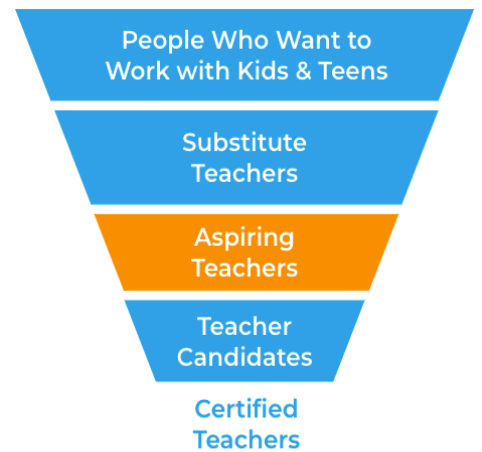 People Who Want to
Work with Kids & Teens
Substitute
Teachers
Aspiring
Teachers
Teacher
Candidates
Certified
Teachers